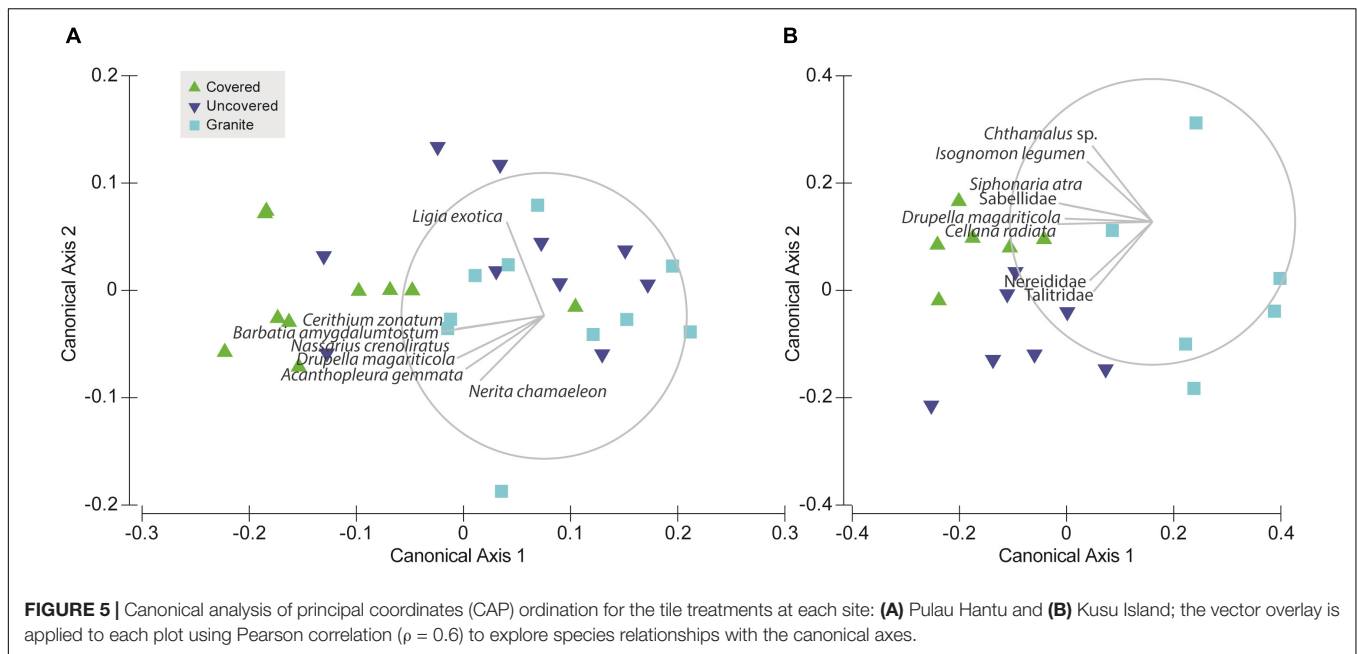 A
B
0.2
0.1
0
-0.1
-0.2
Canonical Axis 2
Covered
Uncovered
Granite
Ligia exotica
Cerithium zonatum
Barbatia amygdalumtostum
Nassarius crenoliratus
Drupella magariticola
Acanthopleura gemmata
Nerita chamaeleon
-0.3
-0.2
-0.1
0
0.1
0.2
0.3
Canonical Axis 1
0.4
0.2
0
-0.2
-0.4
Canonical Axis 2
Chthamalus sp.
Isognomon legumen
Siphonaria atra
Sabellidae
Drupella magariticola
Cellana radiata
Nereididae
Talitridae
-0.4
-0.2
0
0.2
0.4
Canonical Axis 1
FIGURE 5 | Canonical analysis of principal coordinates (CAP) ordination for the tile treatments at each site: (A) Pulau Hantu and (B) Kusu Island; the vector overlay is
applied to each plot using Pearson correlation (ρ = 0.6) to explore species relationships with the canonical axes.